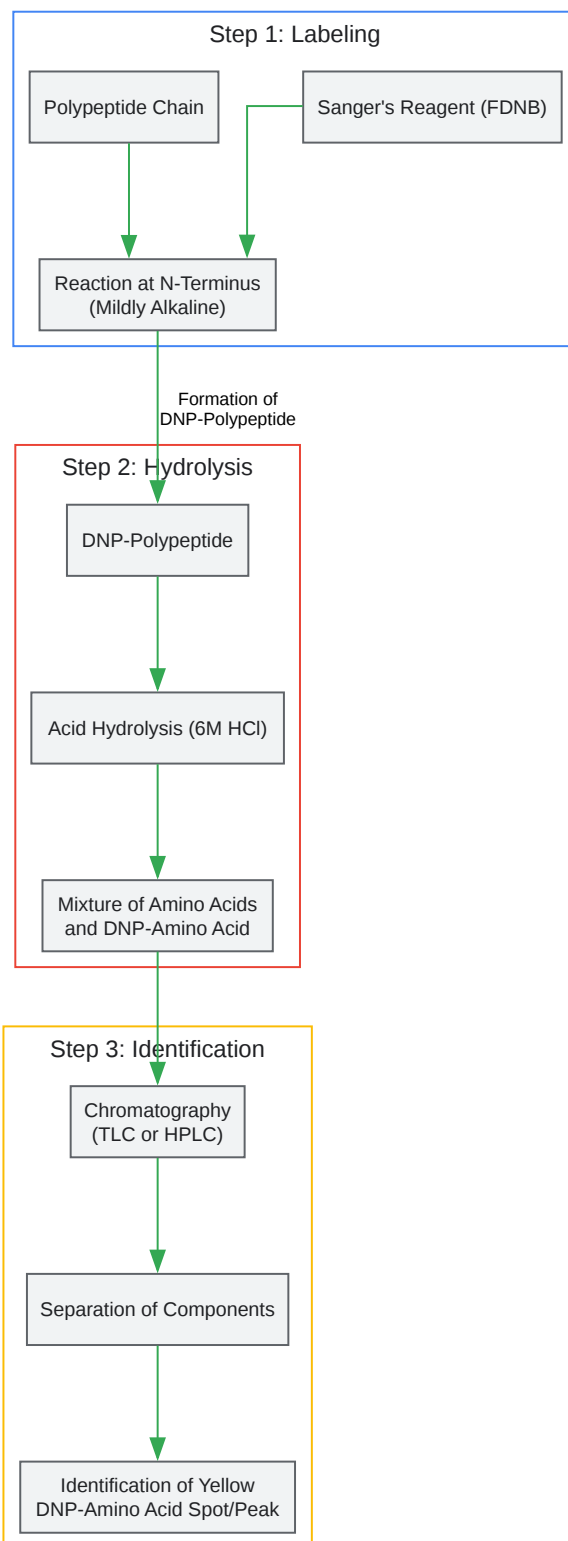 Step 1: Labeling
Polypeptide Chain
Sanger's Reagent (FDNB)
Reaction at N-Terminus
(Mildly Alkaline)
Formation of
DNP-Polypeptide
Step 2: Hydrolysis
DNP-Polypeptide
Acid Hydrolysis (6M HCl)
Mixture of Amino Acids
and DNP-Amino Acid
Step 3: Identification
Chromatography
(TLC or HPLC)
Separation of Components
Identification of Yellow
DNP-Amino Acid Spot/Peak